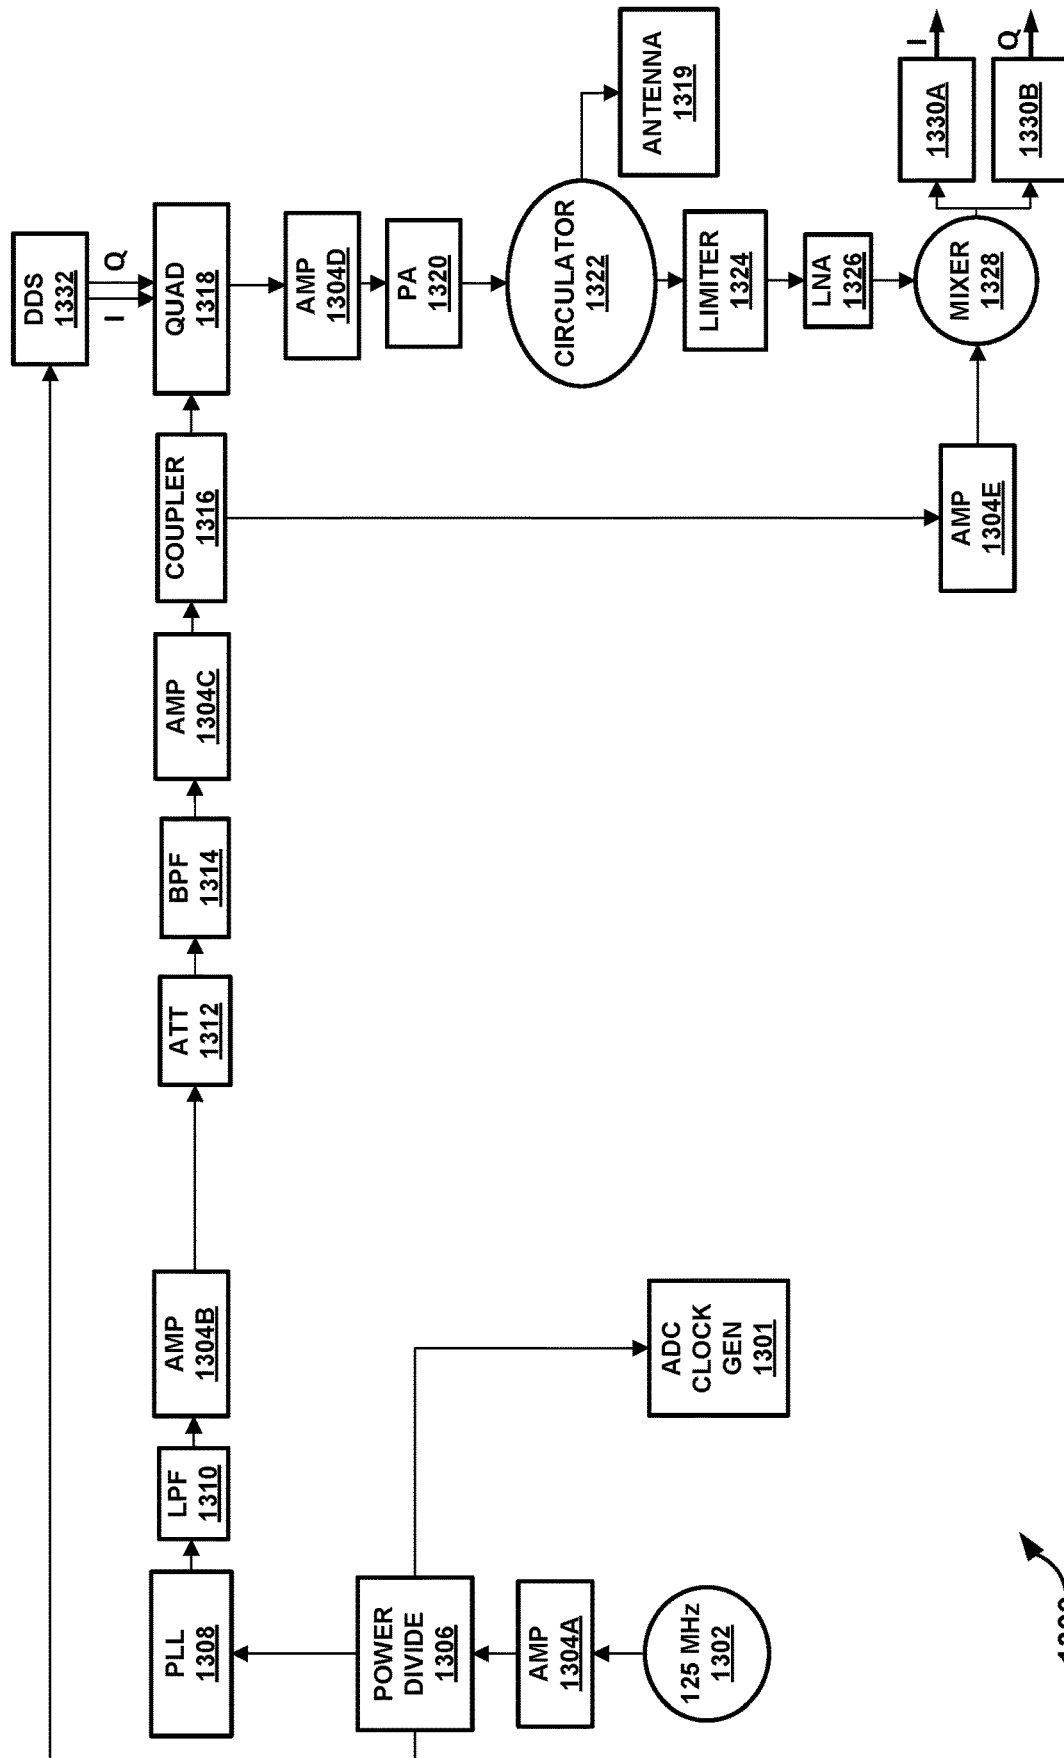 DDS
1332
I
Q
PLL
1308
LPF
1310
AMP
1304B
ATT
1312
BPF
1314
AMP
1304C
COUPLER
1316
QUAD
1318
AMP
1304D
PA
1320
POWER
DIVIDE
1306
AMP
1304A
125 MHz
1302
ADC
CLOCK
GEN
1301
CIRCULATOR
1322
ANTENNA
1319
LIMITER
1324
LNA
1326
AMP
1304E
MIXER
1328
1330A
I
1330B
Q